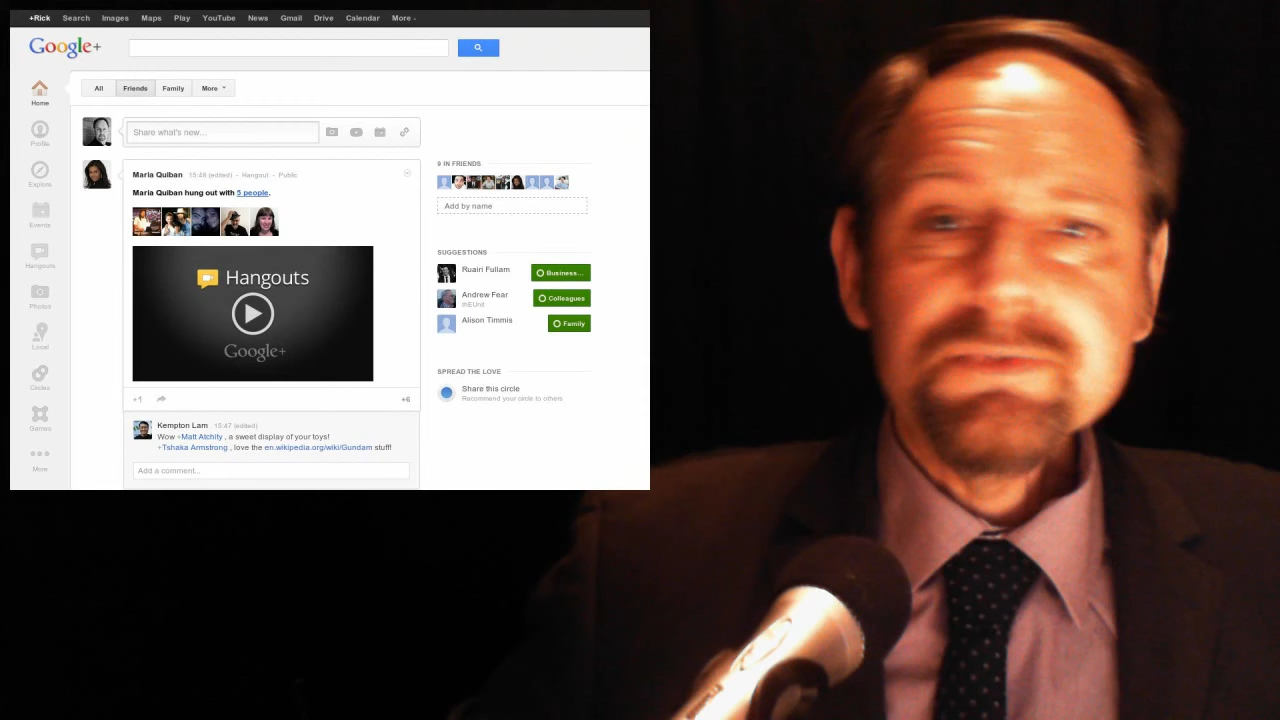 +Rick Search Images Maps Play YouTube News Gmail Drive Calendar More
Google+
All Friends Family More
Home
Profile
Explore
Events
Hangouts
Photos
Local
Circles
Games
More
Share what's new...
Maria Quiban 15:48 (edited) - Hangout - Public
Maria Quiban hung out with 5 people.
Hangouts
Google+
+1 +6
Kempton Lam 15:47 (edited)
Wow +Matt Atchity , a sweet display of your toys!
+Tshaka Armstrong , love the en.wikipedia.org/wiki/Gundam stuff!
Add a comment...
9 IN FRIENDS
Add by name
SUGGESTIONS
Ruairi Fullam Business...
Andrew Fear Colleagues
thEUnit
Alison Timmis Family
SPREAD THE LOVE
Share this circle
Recommend your circle to others